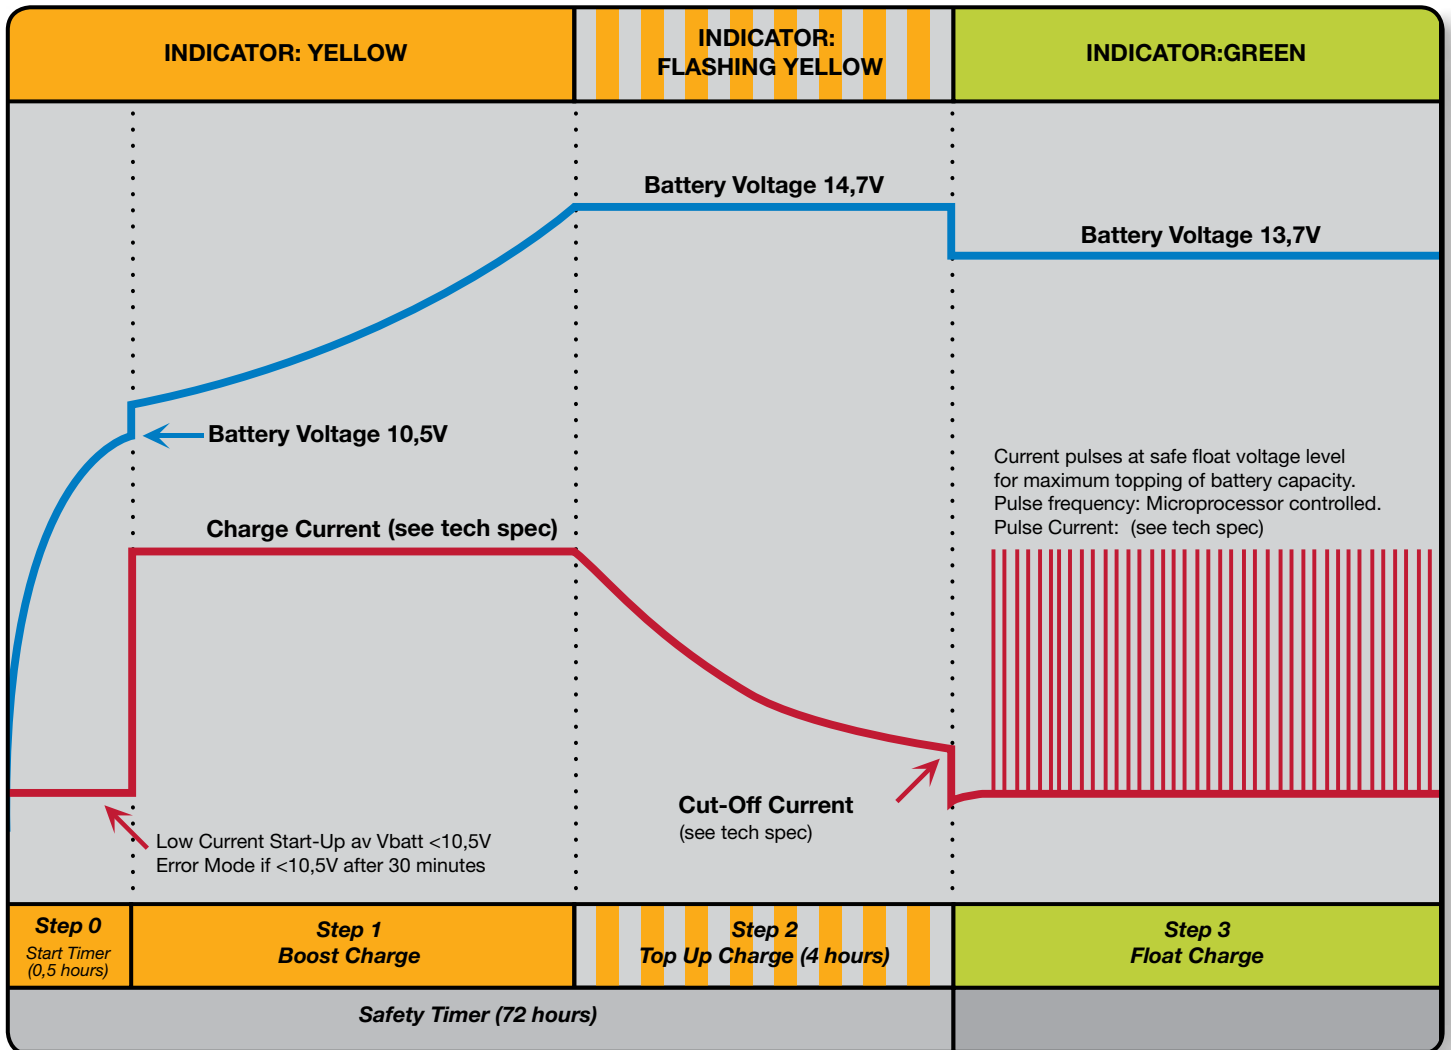 INDICATOR: YELLOW
INDICATOR:
FLASHING YELLOW
INDICATOR:GREEN
Battery Voltage 14,7V
Battery Voltage 13,7V
Battery Voltage 10,5V
Current pulses at safe float voltage level
for maximum topping of battery capacity.
Pulse frequency: Microprocessor controlled.
Pulse Current: (see tech spec)
Charge Current (see tech spec)
Cut-Off Current
(see tech spec)
Low Current Start-Up av Vbatt <10,5V
Error Mode if <10,5V after 30 minutes
Step 0
Start Timer
(0,5 hours)
Step 1
Boost Charge
Step 2
Top Up Charge (4 hours)
Step 3
Float Charge
Safety Timer (72 hours)